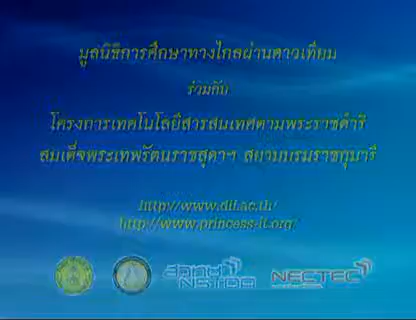 มูลนิธิการศึกษาทางไกลผ่านดาวเทียม
ร่วมกับ
โครงการเทคโนโลยีสารสนเทศตามพระราชดำริ
สมเด็จพระเทพรัตนราชสุดาฯ สยามบรมราชกุมารี
http://www.dlf.ac.th/
http://www.princess-it.org/
สวทช
NSTDA
NECTEC